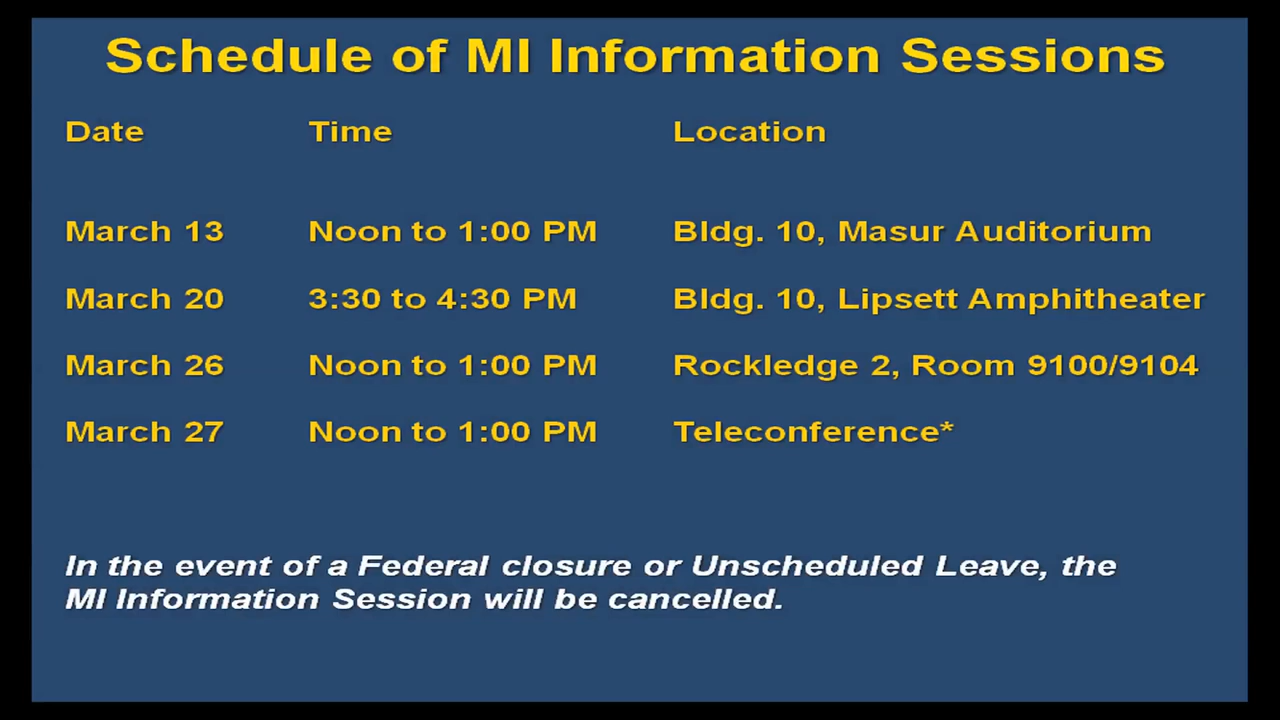 Schedule of MI Information Sessions
Date Time Location
March 13 Noon to 1:00 PM Bldg. 10, Masur Auditorium
March 20 3:30 to 4:30 PM Bldg. 10, Lipsett Amphitheater
March 26 Noon to 1:00 PM Rockledge 2, Room 9100/9104
March 27 Noon to 1:00 PM Teleconference*
In the event of a Federal closure or Unscheduled Leave, the
MI Information Session will be cancelled.